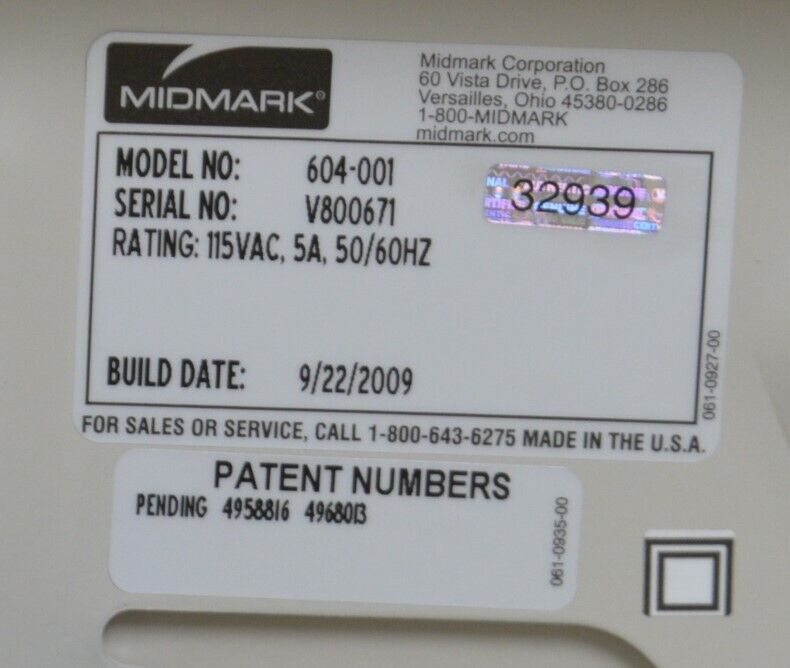 MIDMARK®
Midmark Corporation
60 Vista Drive, P.O. Box 286
Versailles, Ohio 45380-0286
1-800-MIDMARK
midmark.com
MODEL NO: 604-001
32939
SERIAL NO: V800671
RATING: 115VAC, 5A, 50/60HZ
BUILD DATE: 9/22/2009
061-0927-00
FOR SALES OR SERVICE, CALL 1-800-643-6275 MADE IN THE U.S.A.
PATENT NUMBERS
PENDING 4958816 4968013
061-0935-00